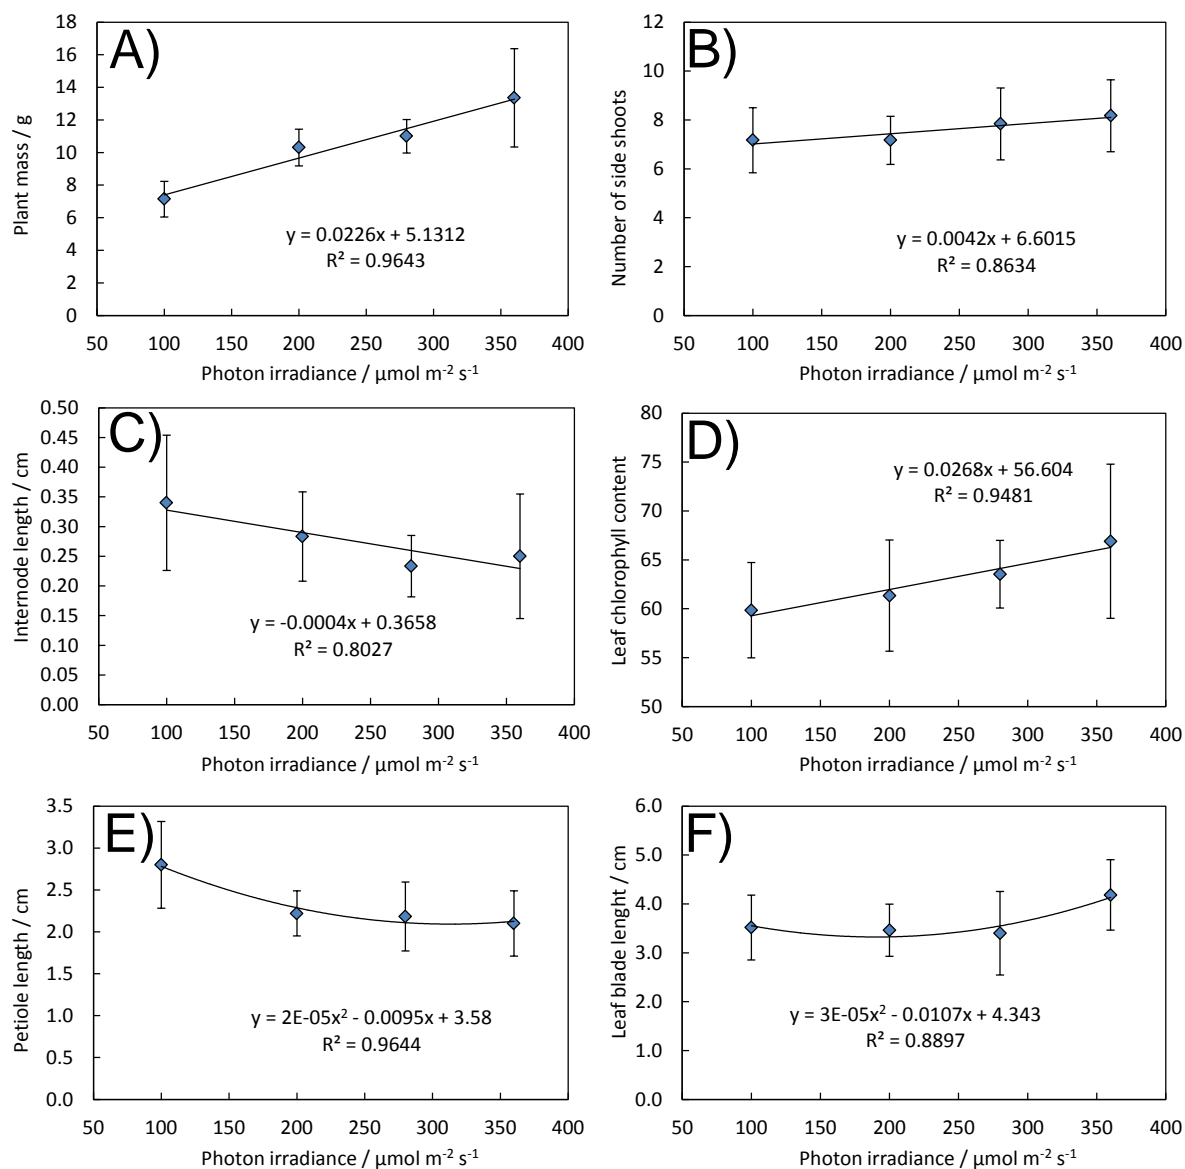 A)
Plant mass / g
18
16
14
12
10
8
6
4
2
0
y = 0.0226x + 5.1312
R² = 0.9643
50 100 150 200 250 300 350 400
Photon irradiance / µmol m⁻² s⁻¹
B)
Number of side shoots
12
10
8
6
4
2
0
y = 0.0042x + 6.6015
R² = 0.8634
50 100 150 200 250 300 350 400
Photon irradiance / µmol m⁻² s⁻¹
C)
Internode length / cm
0.50
0.45
0.40
0.35
0.30
0.25
0.20
0.15
0.10
0.05
0.00
y = -0.0004x + 0.3658
R² = 0.8027
50 100 150 200 250 300 350 400
Photon irradiance / µmol m⁻² s⁻¹
D)
Leaf chlorophyll content
80
75
70
65
60
55
50
y = 0.0268x + 56.604
R² = 0.9481
50 100 150 200 250 300 350 400
Photon irradiance / µmol m⁻² s⁻¹
E)
Petiole length / cm
3.5
3.0
2.5
2.0
1.5
1.0
0.5
0.0
y = 2E-05x² - 0.0095x + 3.58
R² = 0.9644
50 100 150 200 250 300 350 400
Photon irradiance / µmol m⁻² s⁻¹
F)
Leaf blade lenght / cm
6.0
5.0
4.0
3.0
2.0
1.0
0.0
y = 3E-05x² - 0.0107x + 4.343
R² = 0.8897
50 100 150 200 250 300 350 400
Photon irradiance / µmol m⁻² s⁻¹